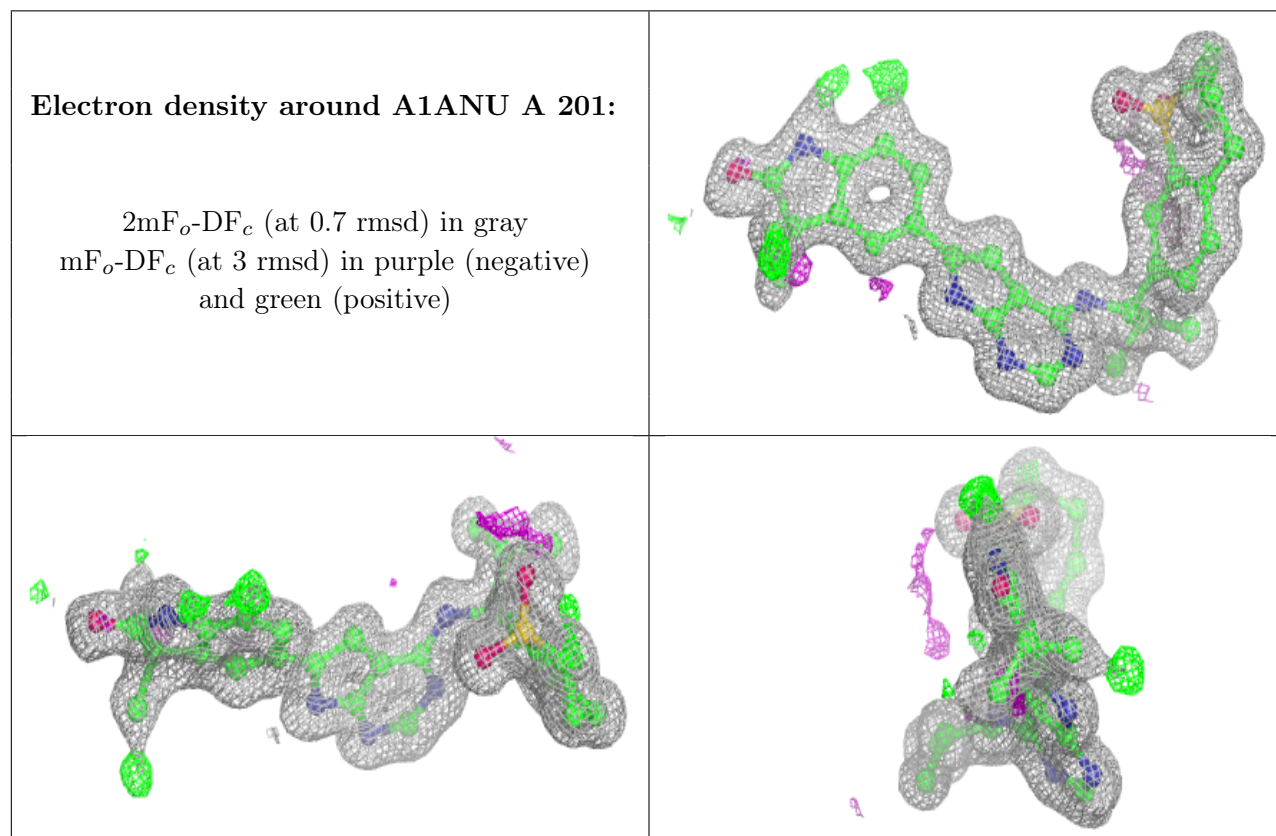 Electron density around A1ANU A 201:
2mFo-DFc (at 0.7 rmsd) in gray
mFo-DFc (at 3 rmsd) in purple (negative)
and green (positive)